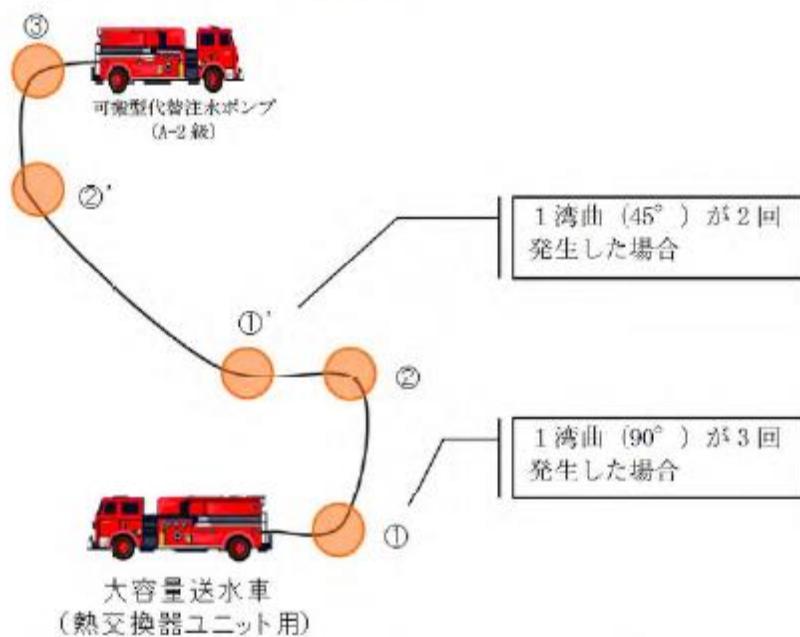 ③
可搬型代替注水ポンプ
(A-2 級)
②'
1 湾曲 (45°) が 2 回
発生した場合
①'
②
1 湾曲 (90°) が 3 回
発生した場合
①
大容量送水車
(熱交換器ユニット用)